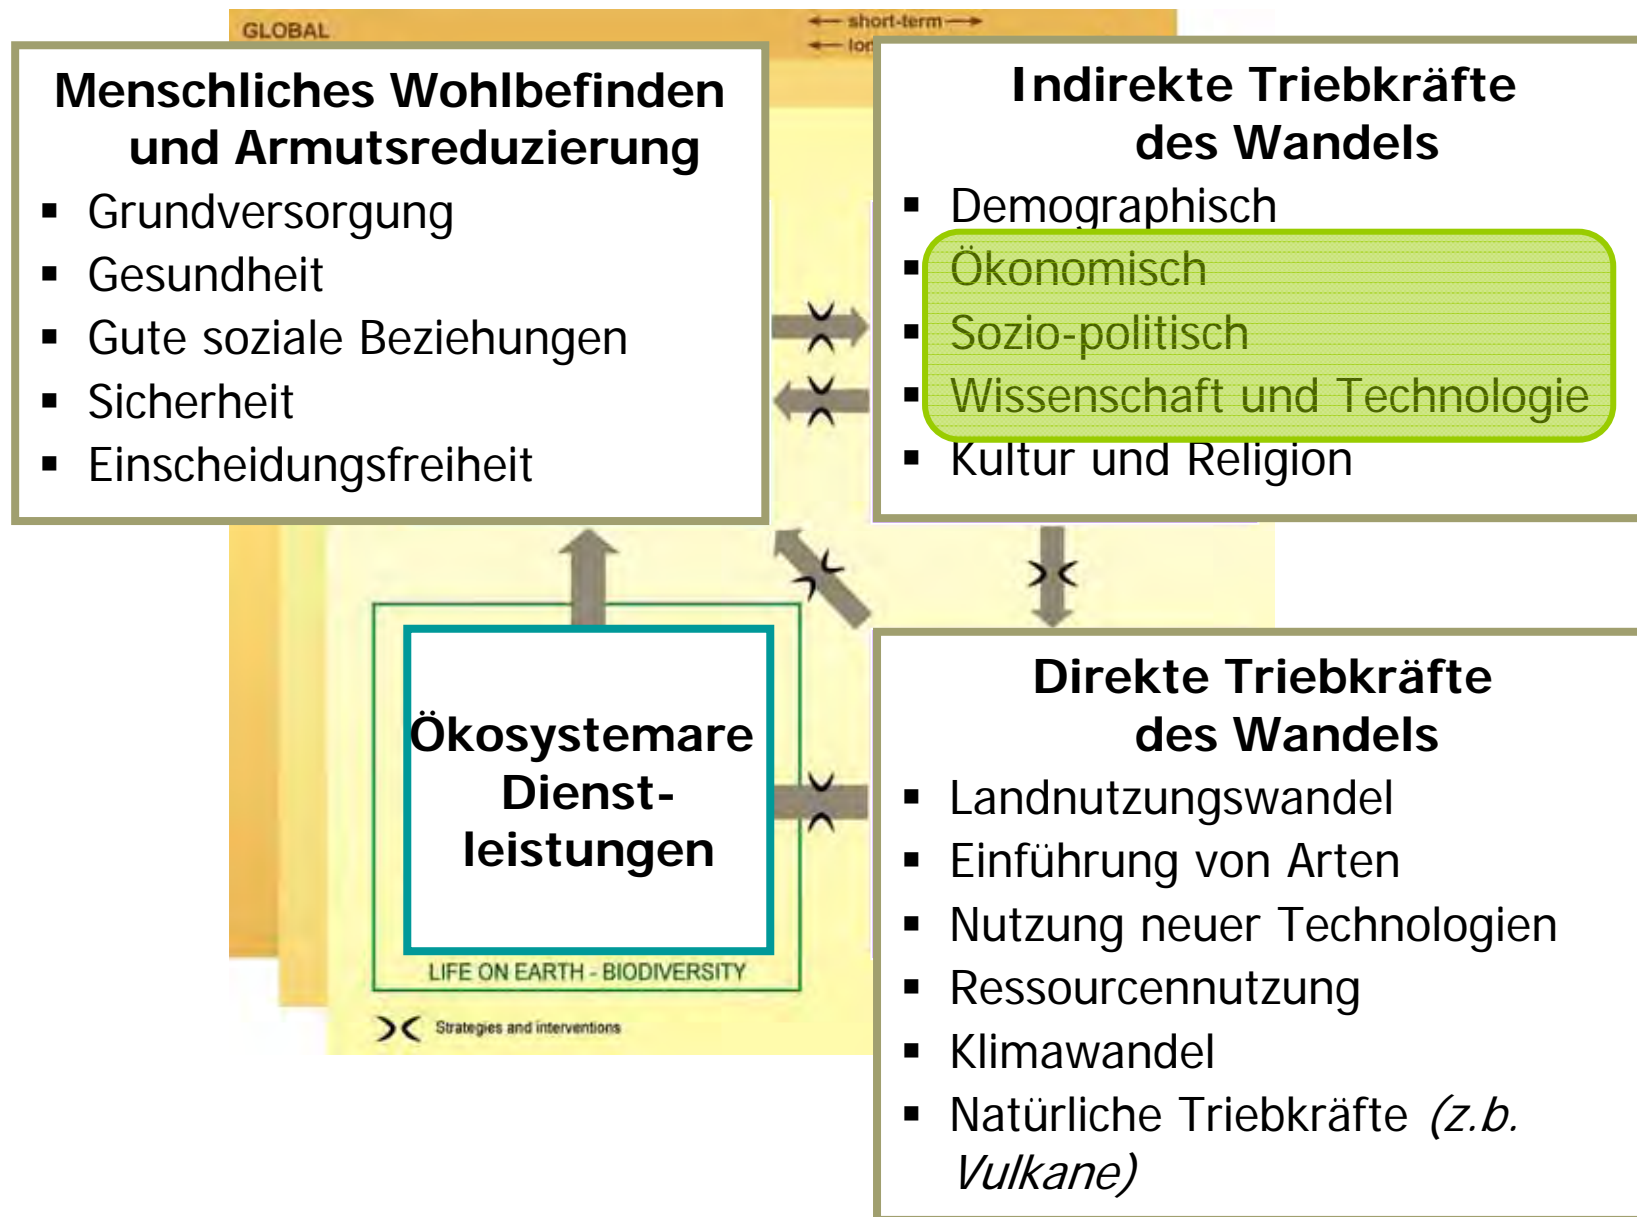 GLOBAL
short-term
Menschliches Wohlbefinden
und Armutsreduzierung
▪ Grundversorgung
▪ Gesundheit
▪ Gute soziale Beziehungen
▪ Sicherheit
▪ Einscheidungsfreiheit
Indirekte Triebkräfte
des Wandels
▪ Demographisch
▪ Ökonomisch
▪ Sozio-politisch
▪ Wissenschaft und Technologie
▪ Kultur und Religion
Ökosystemare
Dienst-
leistungen
LIFE ON EARTH - BIODIVERSITY
Strategies and interventions
Direkte Triebkräfte
des Wandels
▪ Landnutzungswandel
▪ Einführung von Arten
▪ Nutzung neuer Technologien
▪ Ressourcennutzung
▪ Klimawandel
▪ Natürliche Triebkräfte (z.b.
Vulkane)